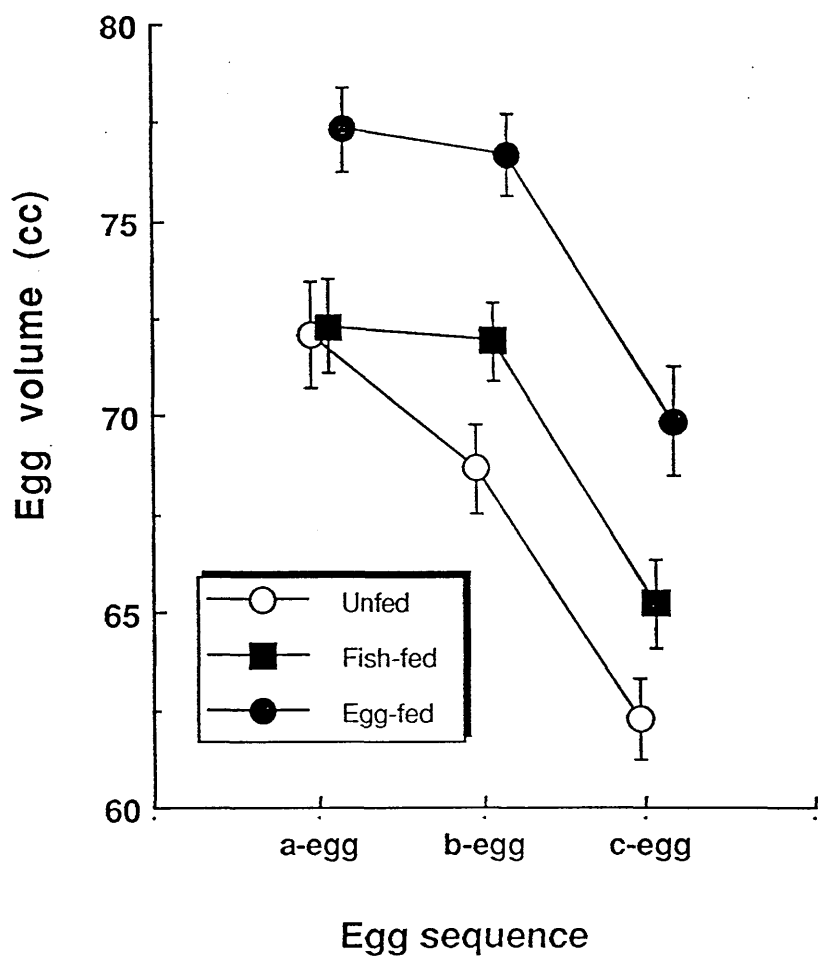 Egg volume (cc)
80
75
70
65
60
Unfed
Fish-fed
Egg-fed
a-egg b-egg c-egg
Egg sequence